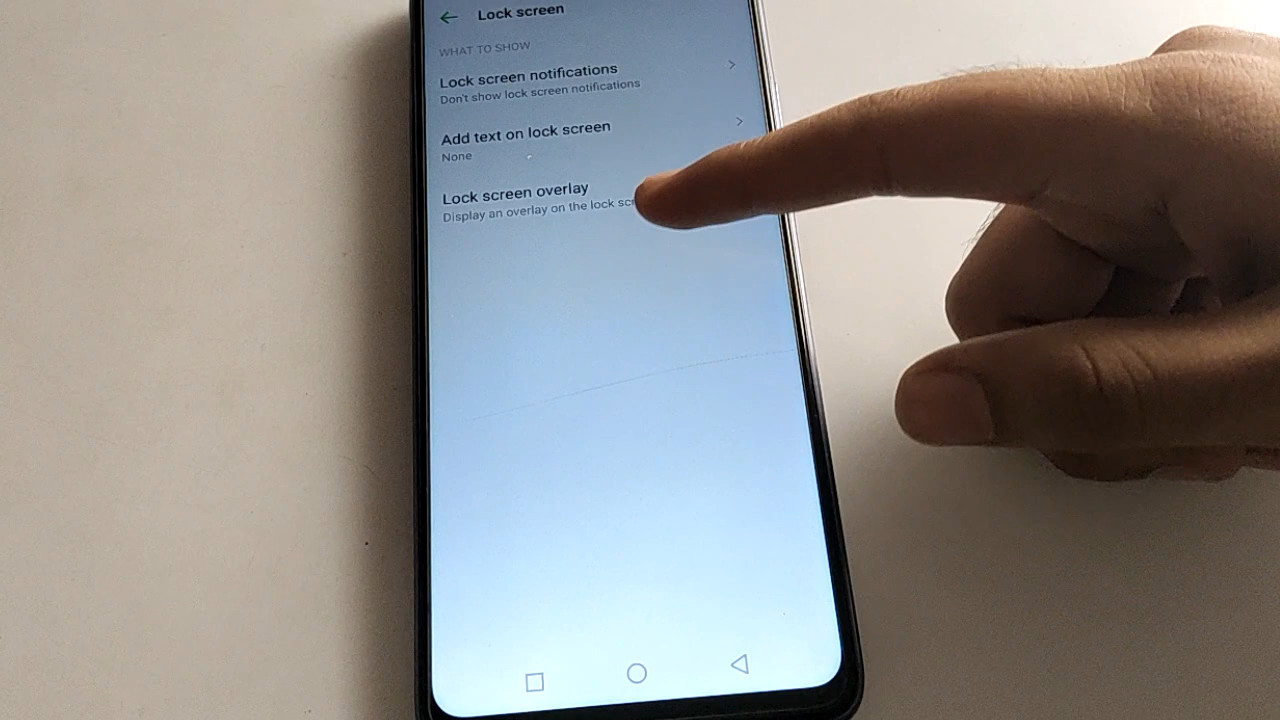 Lock screen
WHAT TO SHOW
Lock screen notifications
Don't show lock screen notifications
Add text on lock screen
None
Lock screen overlay
Display an overlay on the lock